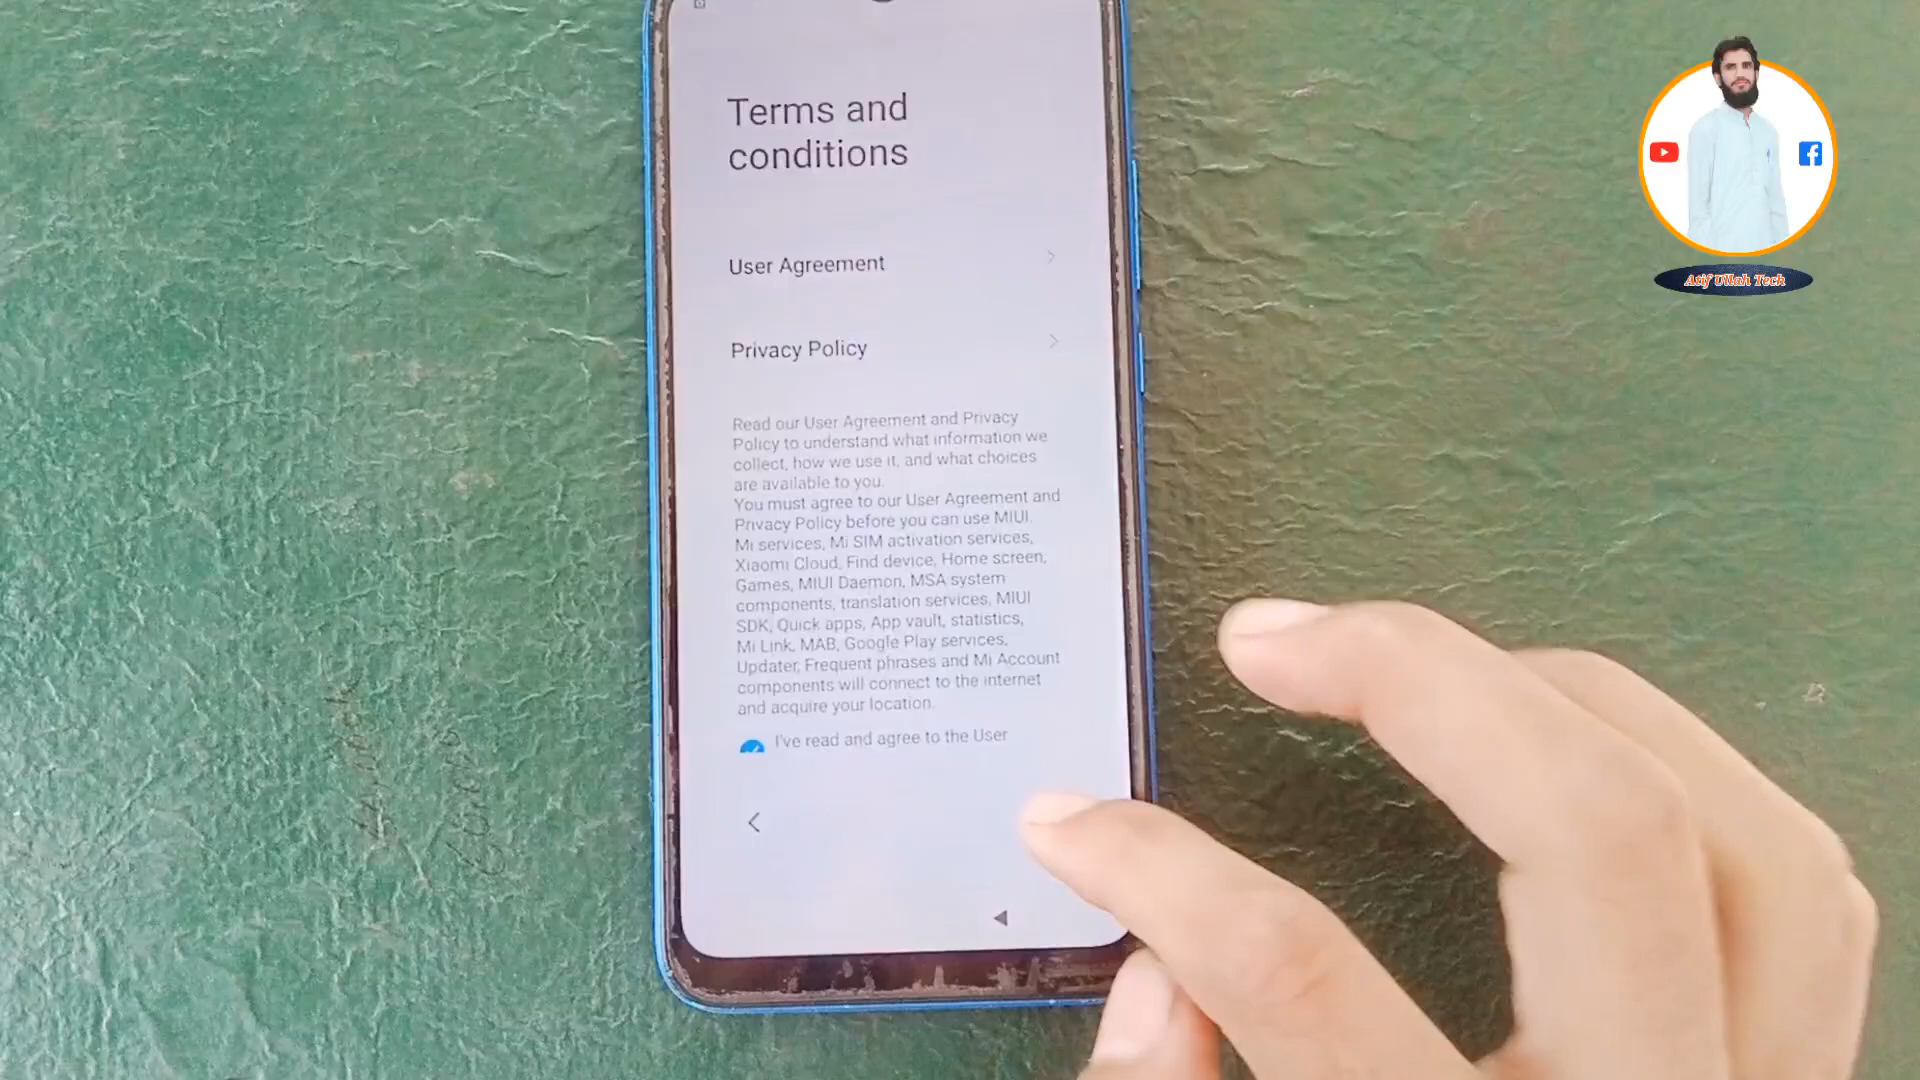 Terms and
conditions
User Agreement
Privacy Policy
Read our User Agreement and Privacy
Policy to understand what information we
collect, how we use it, and what choices
are available to you.
You must agree to our User Agreement and
Privacy Policy before you can use MIUI.
Mi services, Mi SIM activation services,
Xiaomi Cloud, Find device, Home screen,
Games, MIUI Daemon, MSA system
components, translation services, MIUI
SDK, Quick apps, App vault, statistics,
Mi Link, MAB, Google Play services,
Updater, Frequent phrases and Mi Account
components will connect to the internet
and acquire your location.
I've read and agree to the User
Atif Ullah Tech